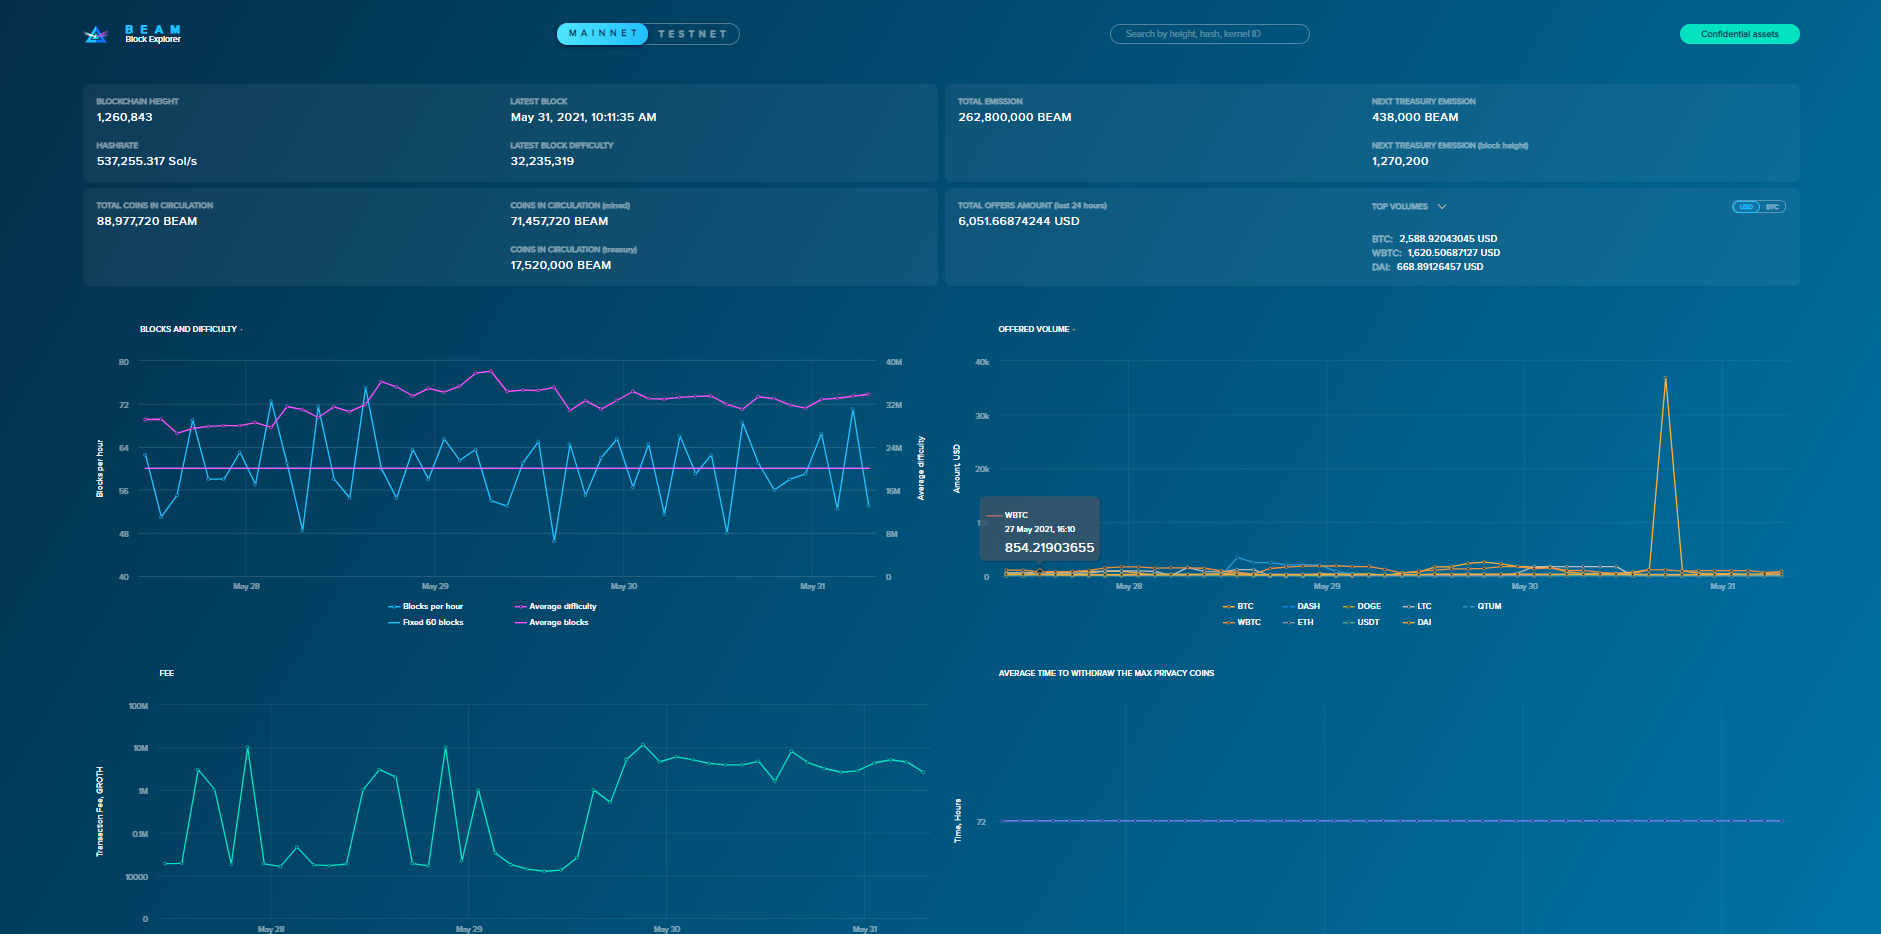 BEAM
Block Explorer
MAINNET TESTNET
Search by height, hash, kernel ID
Confidential assets
BLOCKCHAIN HEIGHT
1,260,843
LATEST BLOCK
May 31, 2021, 10:11:35 AM
HASHRATE
537,255.317 Sol/s
LATEST BLOCK DIFFICULTY
32,235,319
TOTAL EMISSION
262,800,000 BEAM
NEXT TREASURY EMISSION
438,000 BEAM
NEXT TREASURY EMISSION (block height)
1,270,200
TOTAL COINS IN CIRCULATION
88,977,720 BEAM
COINS IN CIRCULATION (mined)
71,457,720 BEAM
COINS IN CIRCULATION (treasury)
17,520,000 BEAM
TOTAL OFFERS AMOUNT (last 24 hours)
6,051.66874244 USD
TOP VOLUMES
USD BTC
BTC: 2,588.92043045 USD
WBTC: 1,620.50687127 USD
DAI: 668.89126457 USD
BLOCKS AND DIFFICULTY -
80
72
64
56
48
40
Blocks per hour
40M
32M
24M
16M
8M
0
Average difficulty
May 28 May 29 May 30 May 31
Blocks per hour Average difficulty
Fixed 60 blocks Average blocks
OFFERED VOLUME -
40k
30k
20k
0
Amount, USD
WBTC
27 May 2021, 16:10
854.21903655
May 28 May 29 May 30 May 31
BTC DASH DOGE LTC QTUM
WBTC ETH USDT DAI
FEE
100M
10M
1M
0.1M
10000
0
Transaction Fee, GROTH
May 28 May 29 May 30 May 31
AVERAGE TIME TO WITHDRAW THE MAX PRIVACY COINS
72
Time, Hours